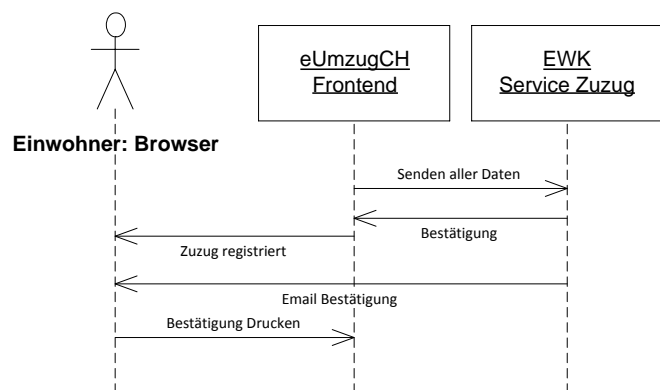 eUmzugCH
Frontend
EWK
Service Zuzug
Einwohner: Browser
Senden aller Daten
Bestätigung
Zuzug registriert
Email Bestätigung
Bestätigung Drucken